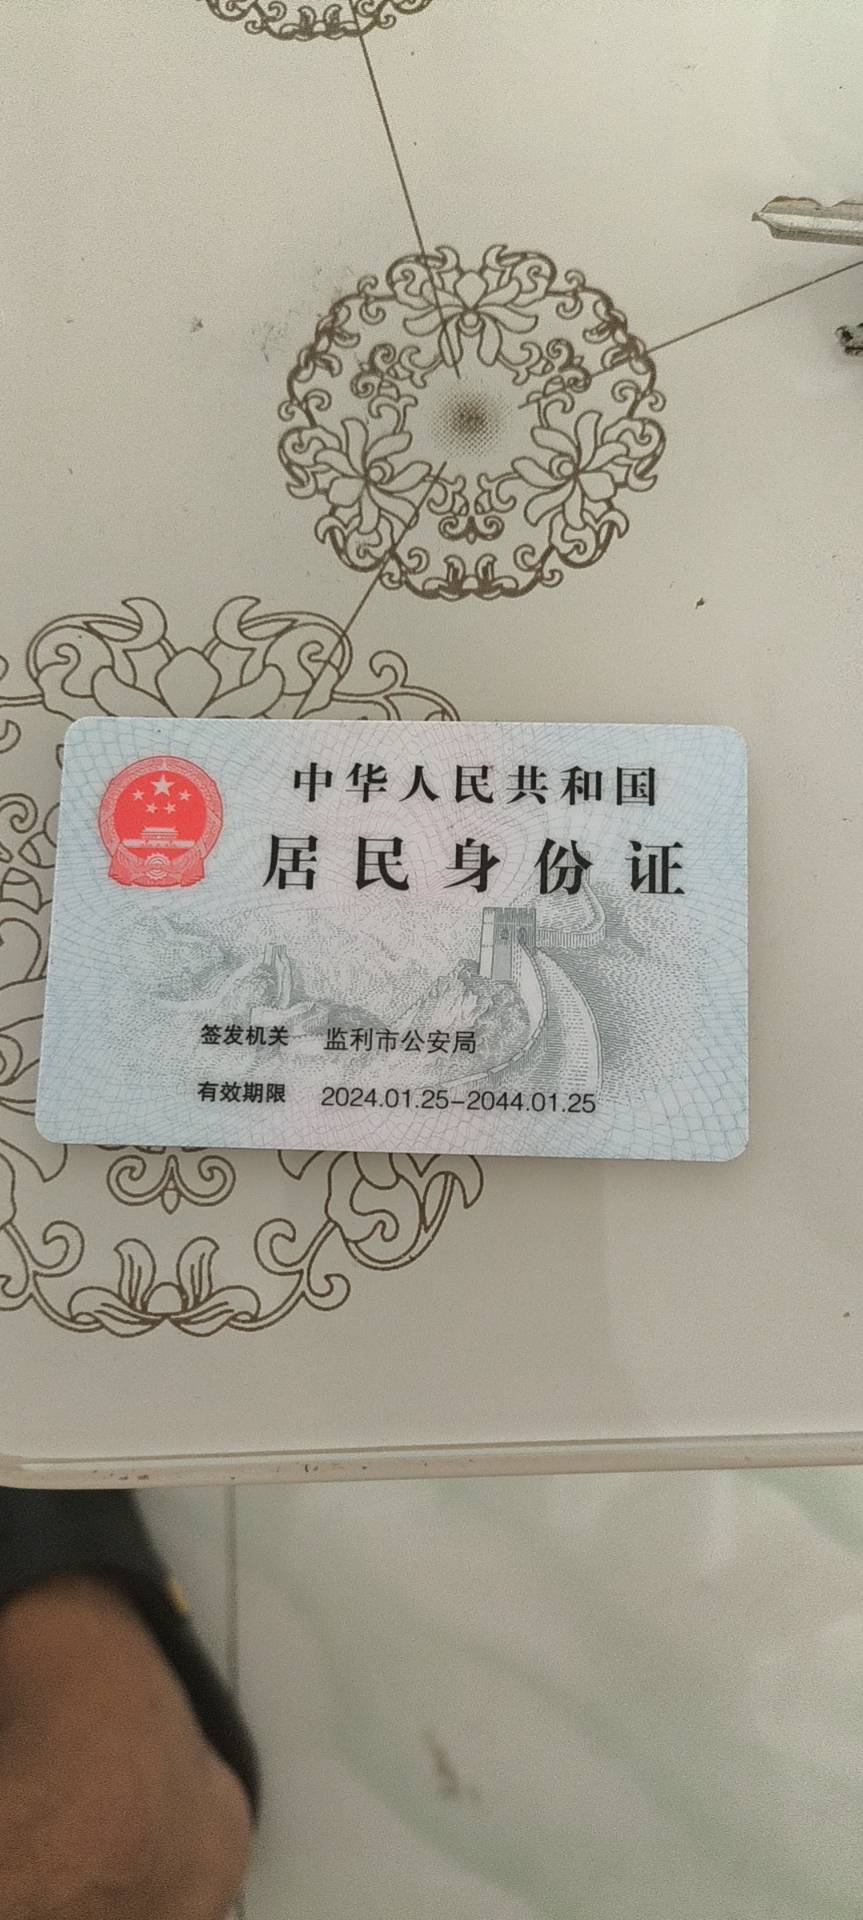 中华人民共和国
居民身份证
签发机关 监利市公安局
有效期限 2024.01.25-2044.01.25